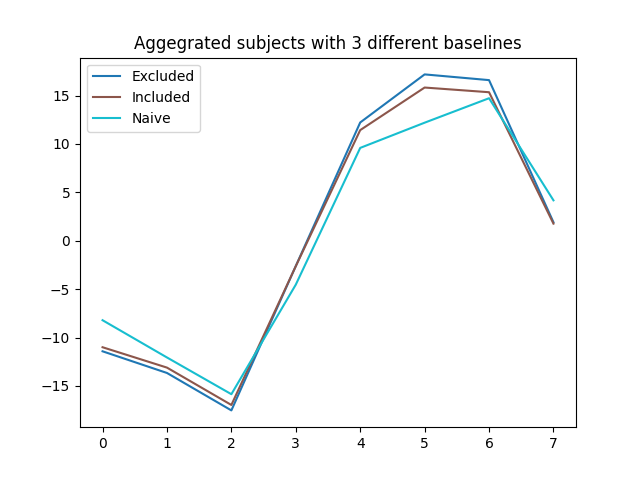 Aggegrated subjects with 3 different baselines
Excluded
Included
Naive
15
10
5
0
−5
−10
−15
0 1 2 3 4 5 6 7